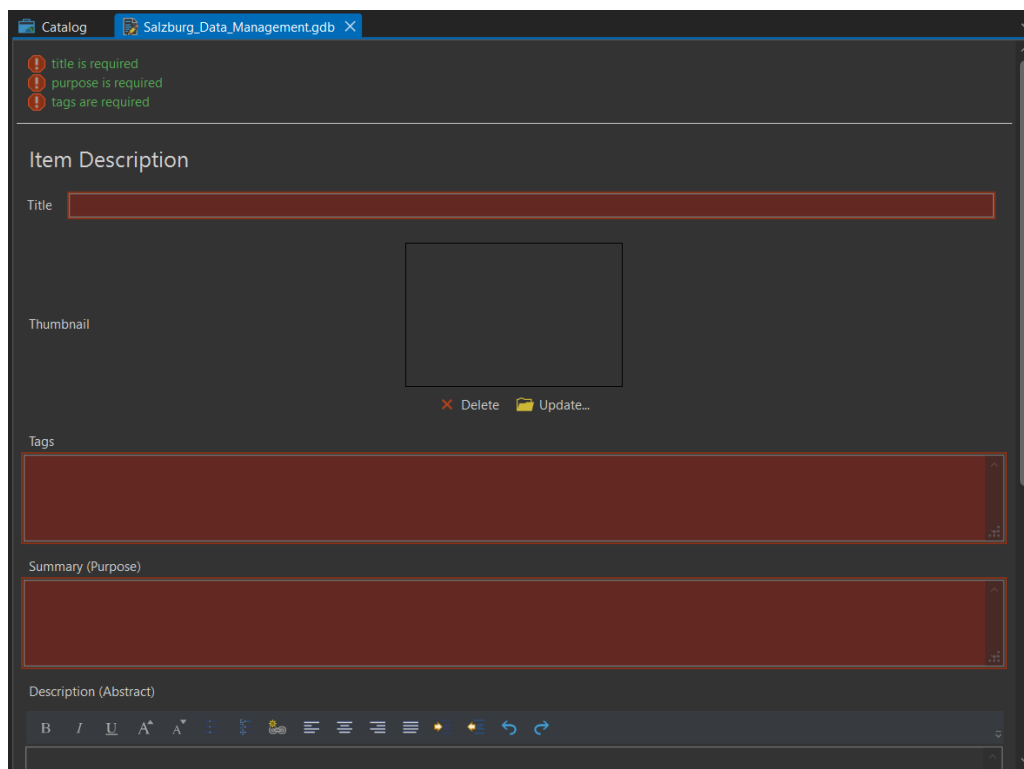 Catalog Salzburg_Data_Management.gdb
title is required
purpose is required
tags are required
Item Description
Title
Thumbnail
Delete Update...
Tags
Summary (Purpose)
Description (Abstract)
B I U A A